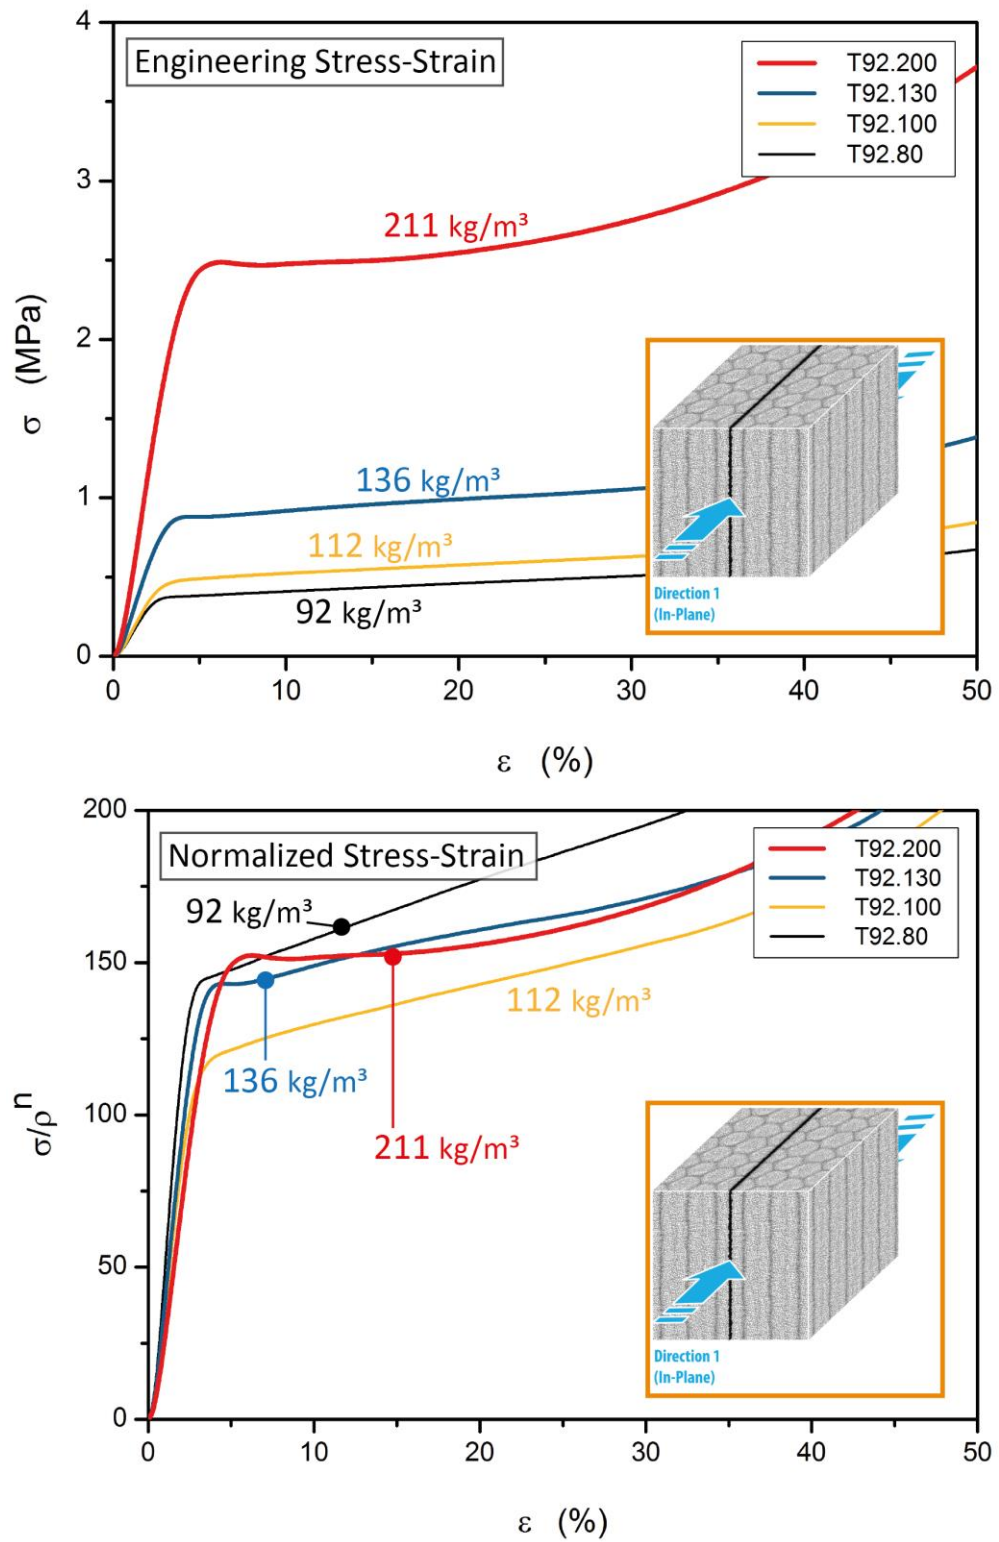 Engineering Stress-Strain
T92.200
T92.130
T92.100
T92.80
4
3
2
1
0
σ (MPa)
211 kg/m³
136 kg/m³
112 kg/m³
92 kg/m³
Direction 1
(In-Plane)
0 10 20 30 40 50
ε (%)
Normalized Stress-Strain
T92.200
T92.130
T92.100
T92.80
200
150
100
50
0
σ/ρⁿ
92 kg/m³
112 kg/m³
136 kg/m³
211 kg/m³
Direction 1
(In-Plane)
0 10 20 30 40 50
ε (%)